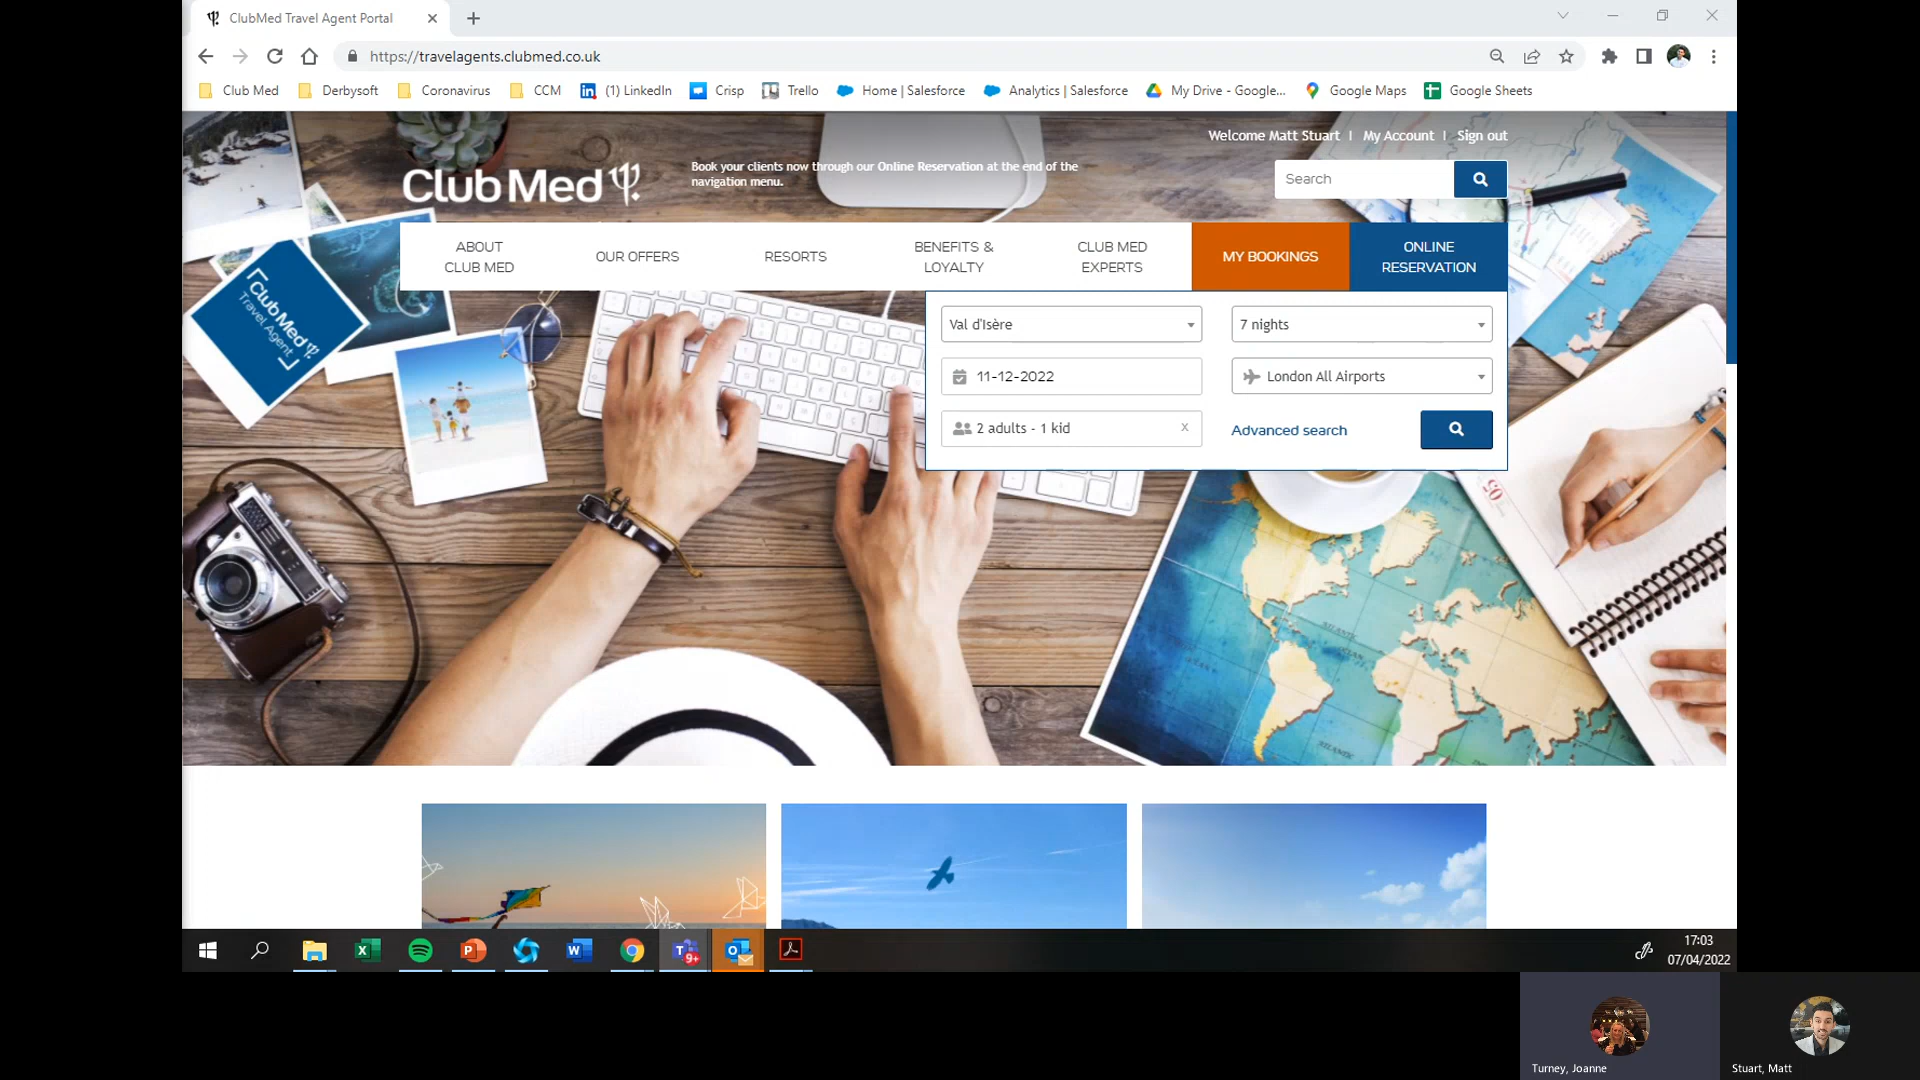 ClubMed Travel Agent Portal
https://travelagents.clubmed.co.uk
Club Med
Derbysoft
Coronavirus
CCM
(1) LinkedIn
Crisp
Trello
Home | Salesforce
Analytics | Salesforce
My Drive - Google...
Google Maps
Google Sheets
Welcome Matt Stuart | My Account | Sign out
Club Med
Book your clients now through our Online Reservation at the end of the
navigation menu.
Search
ABOUT
CLUB MED
OUR OFFERS
RESORTS
BENEFITS &
LOYALTY
CLUB MED
EXPERTS
MY BOOKINGS
ONLINE
RESERVATION
Club Med
Travel Agent
Val d'Isère
7 nights
11-12-2022
London All Airports
2 adults - 1 kid
x
Advanced search
ATLANTIC
ATLANTIC
9+
17:03
07/04/2022
Turney, Joanne
Stuart, Matt